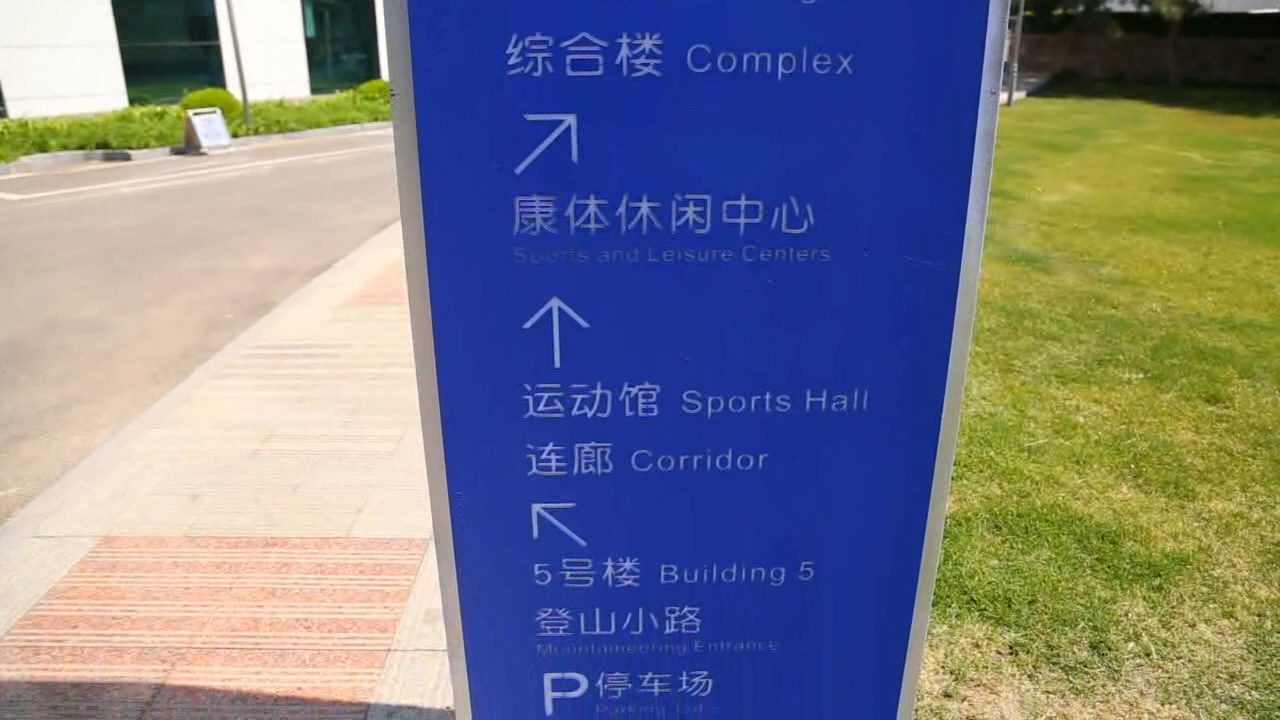 综合楼 Complex
康体休闲中心
Sports and Leisure Centers
运动馆 Sports Hall
连廊 Corridor
5号楼 Building 5
登山小路
Mountaineering Entrance
P 停车场
Parking